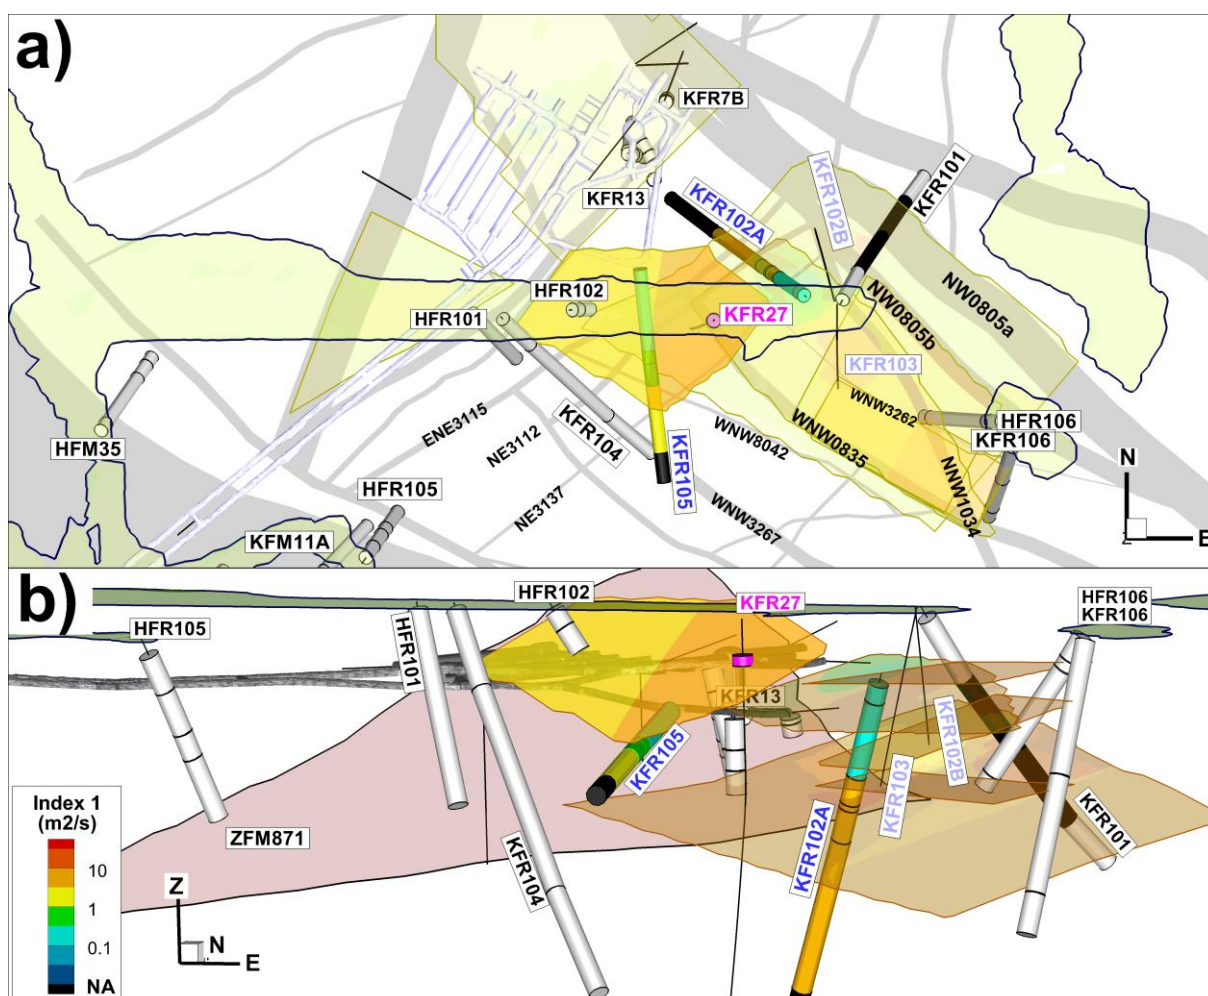 a)
KFR7B
KFR13
KFR102A
KFR102B
KFR101
NW0805a
NW0805b
HFR102
KFR27
HFR101
KFR103
WNW3262
HFR106
KFR106
HFM35
ENE3115
KFR104
NE3112
WNW8042
WNW0835
NNW1034
KFR105
NE3137
WNW3267
HFR105
KFM11A
N
E
b)
HFR102
KFR27
HFR106
KFR106
HFR105
HFR101
KFR13
KFR105
KFR102B
KFR103
KFR101
KFR102A
KFR104
ZFM871
Index 1
(m2/s)
10
1
0.1
NA
Z
N
E